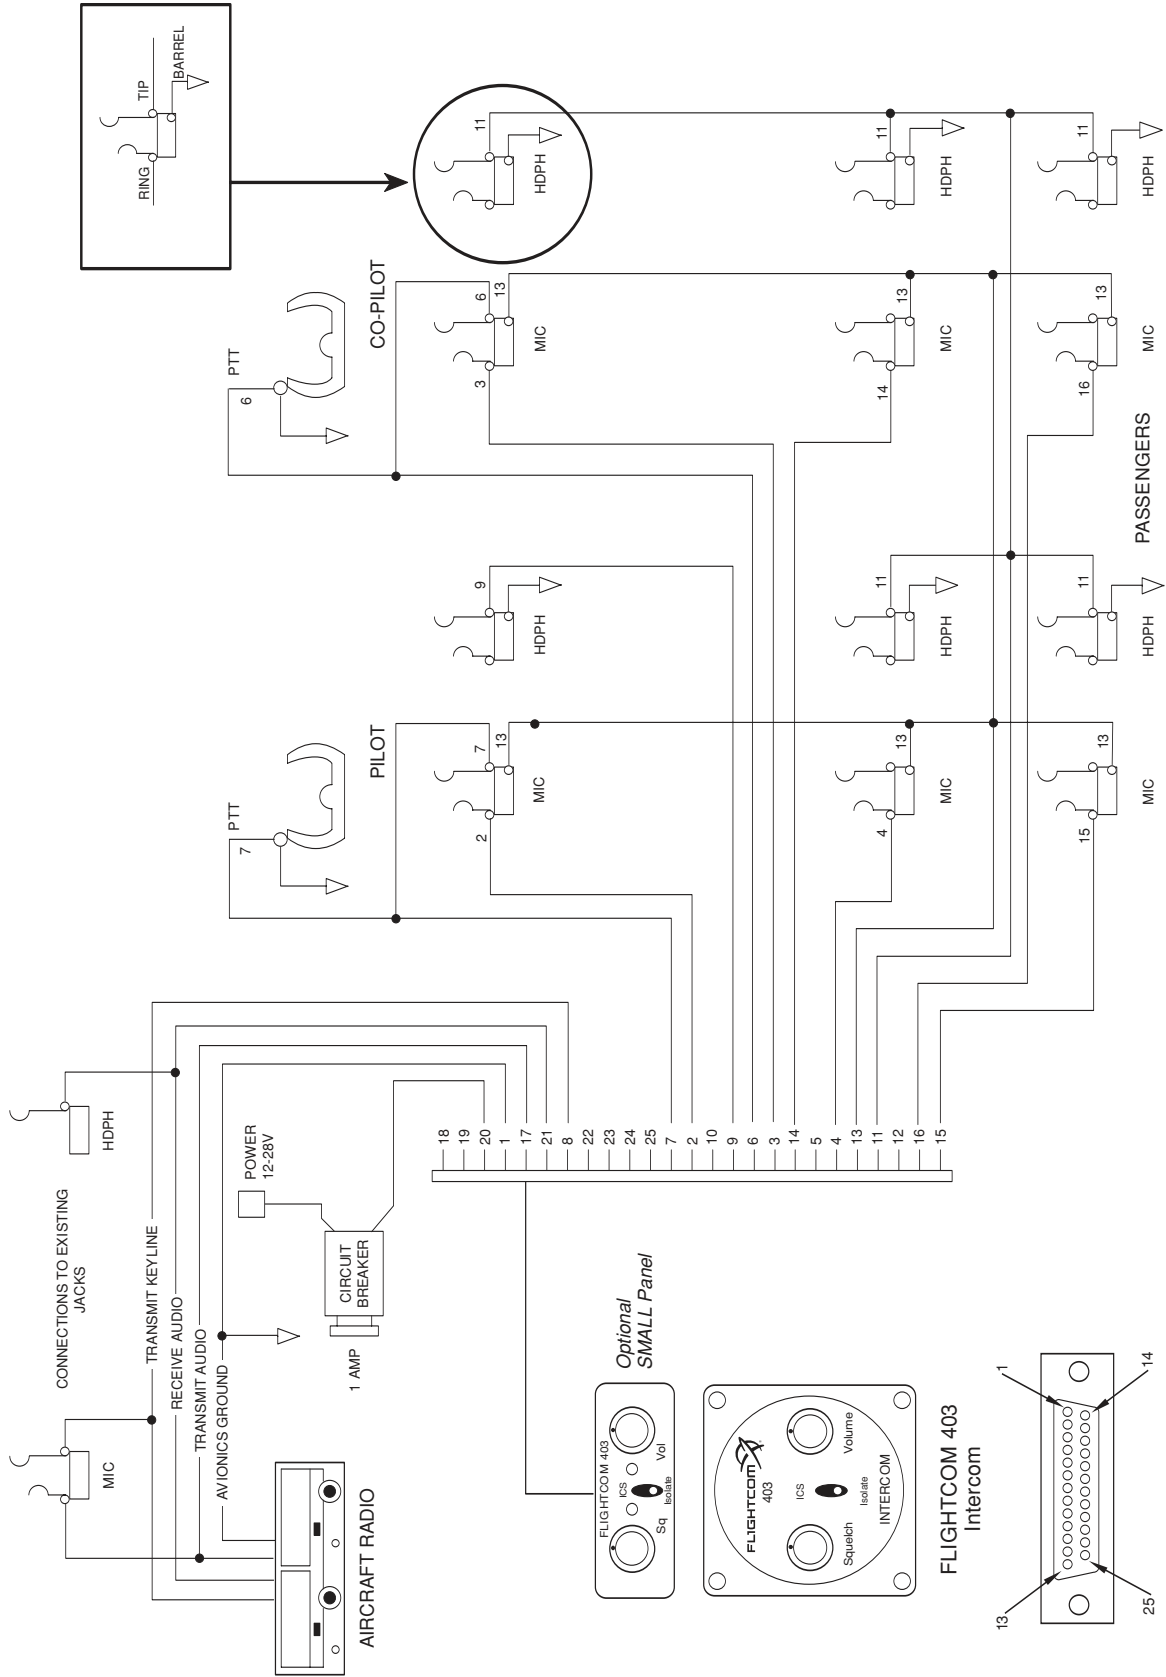 CONNECTIONS TO EXISTING
JACKS
MIC
HDPH
TRANSMIT KEYLINE
RECEIVE AUDIO
TRANSMIT AUDIO
AVIONICS GROUND
AIRCRAFT RADIO
POWER
12-28V
CIRCUIT
BREAKER
1 AMP
RING
TIP
BARREL
PTT
7
PILOT
PTT
6
CO-PILOT
18
19
20
1
17
21
8
22
23
24
25
7
2
10
9
6
3
14
5
4
13
11
12
16
15
2
7
13
MIC
9
HDPH
3
6
13
MIC
11
HDPH
4
13
MIC
11
HDPH
14
13
MIC
11
HDPH
15
13
MIC
11
HDPH
16
13
MIC
11
HDPH
PASSENGERS
Optional
SMALL Panel
FLIGHTCOM 403
ICS
Sq
Isolate
Vol
FLIGHTCOM
403
ICS
Squelch
Isolate
Volume
INTERCOM
FLIGHTCOM 403
Intercom
13
1
25
14